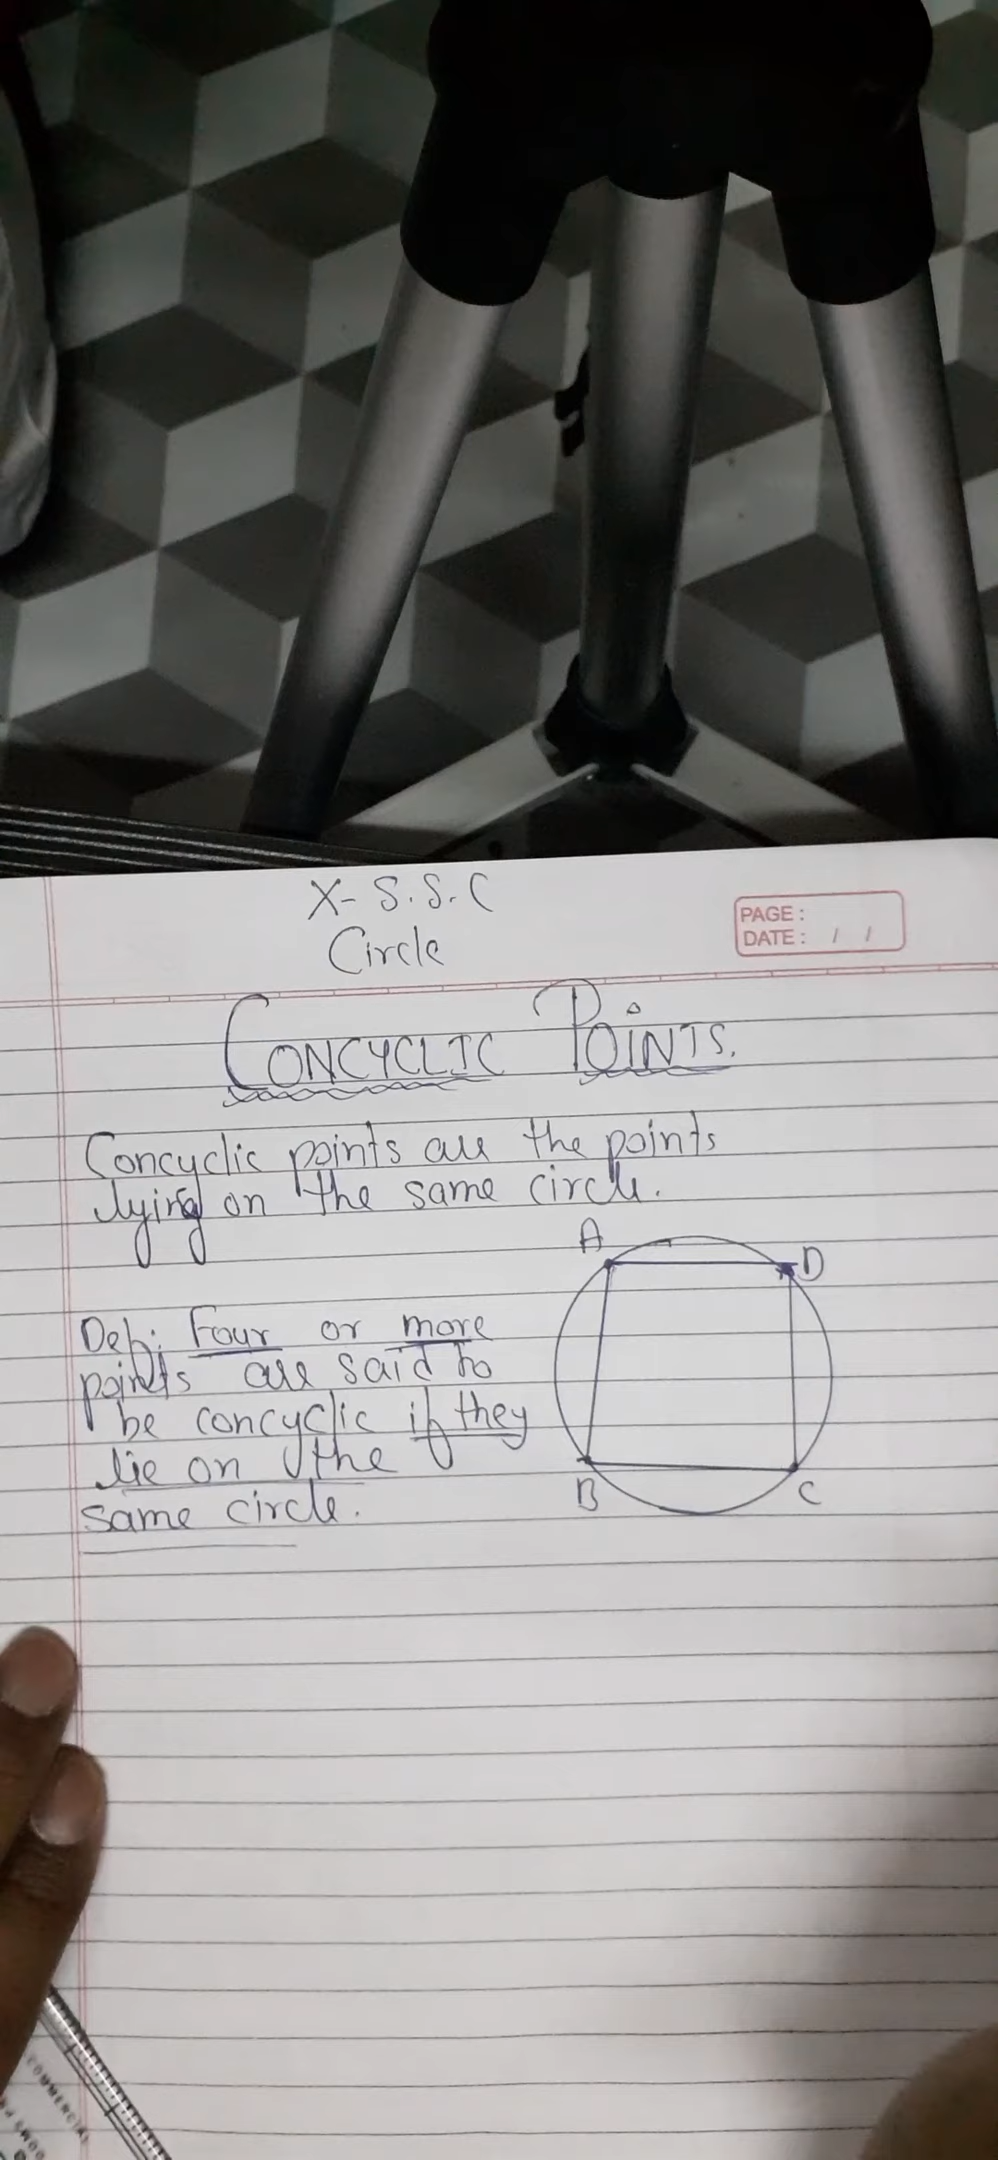 X- S.S.C
Circle
PAGE:
DATE: / /
CONCYCLIC POINTS.
Concyclic points are the points
lying on the same circle.
A
D
Def: Four or more
points are said to
be concyclic if they
lie on the
same circle.
B
C
COMMERCIAL